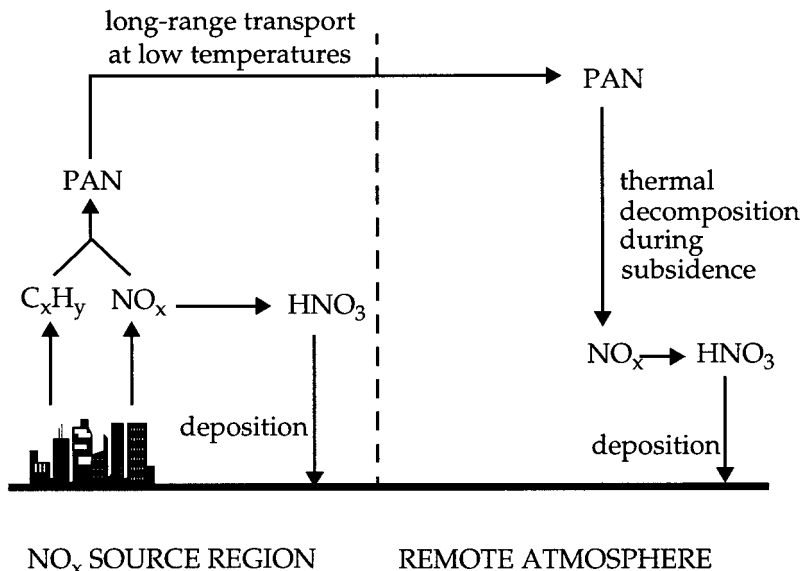 long-range transport
at low temperatures
PAN
PAN
thermal
decomposition
during
subsidence
CxHy
NOx
HNO3
NOx
HNO3
deposition
deposition
NOx SOURCE REGION
REMOTE ATMOSPHERE